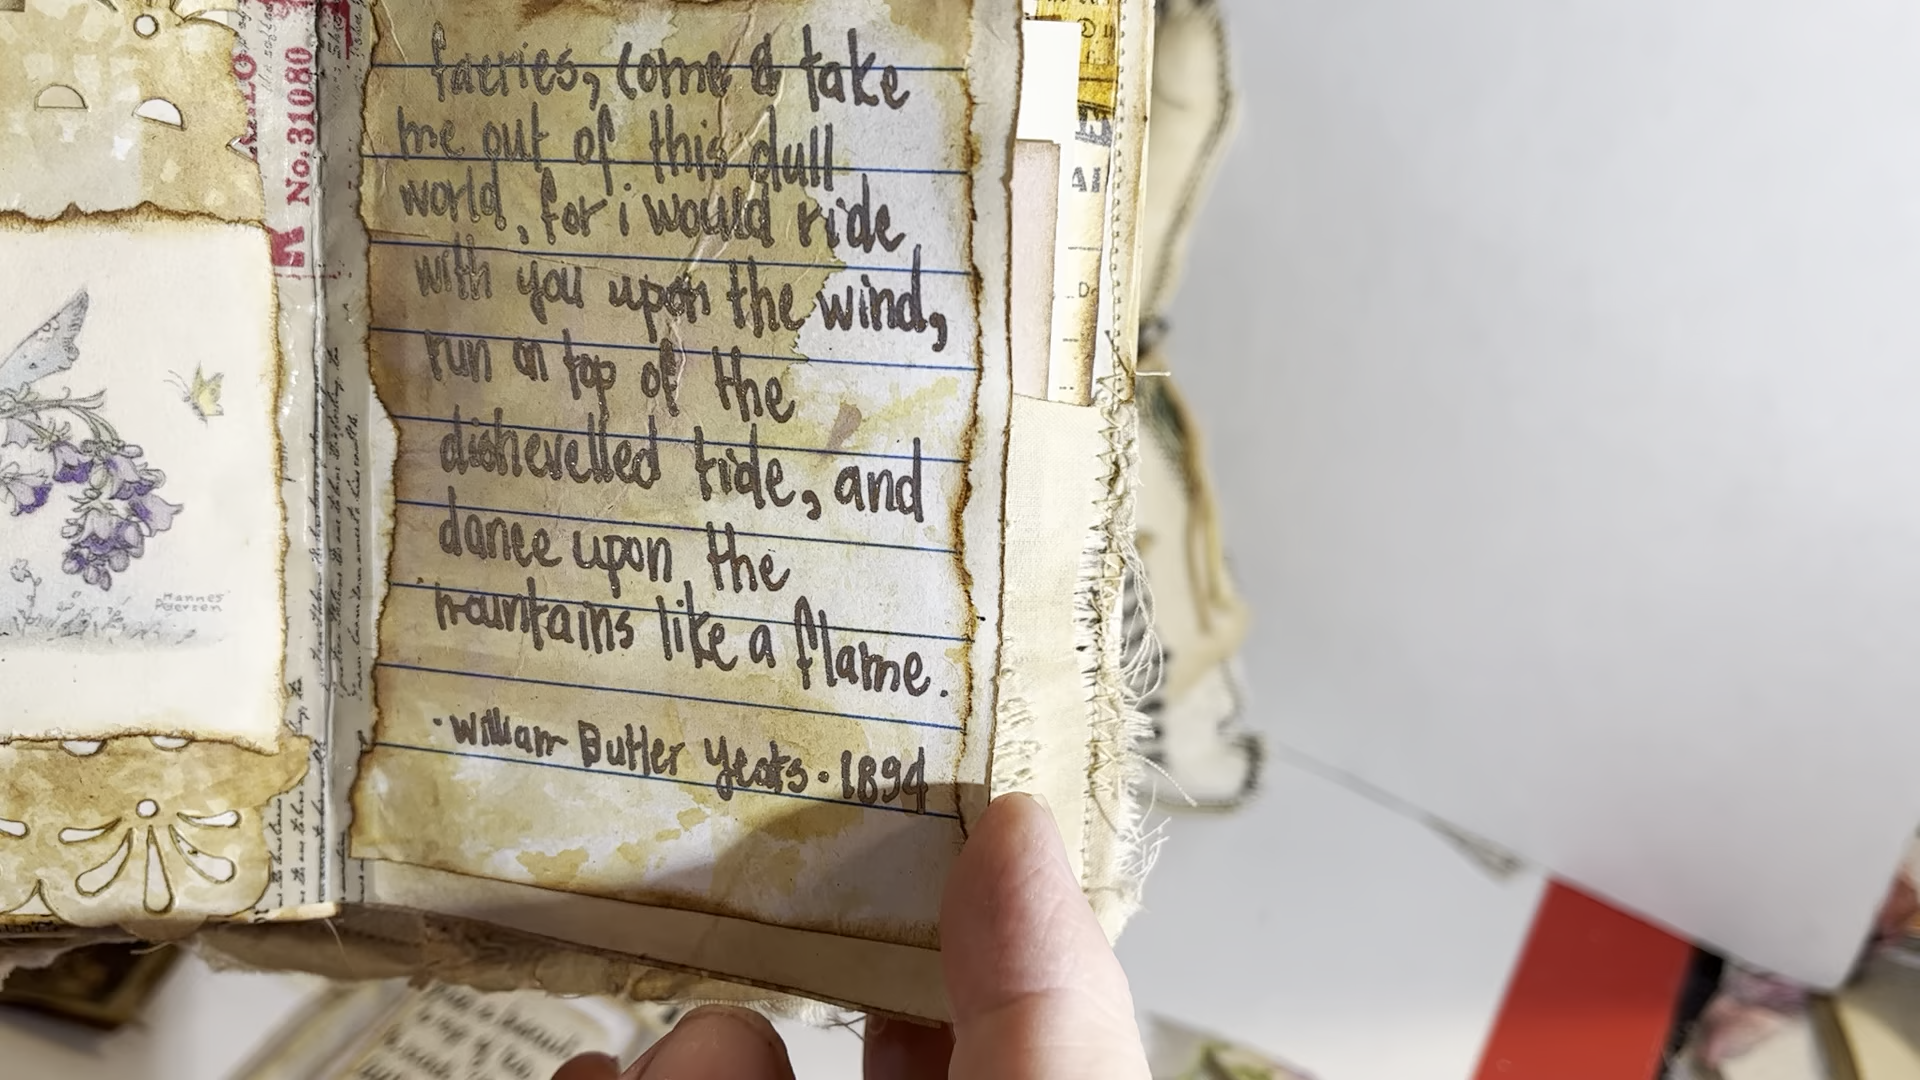 faeries, come & take
me out of this dull
world, for i would ride
with you upon the wind,
run on top of the
dishevelled tide, and
dance upon the
mountains like a flame.
· William Butler Yeats · 1894
No. 31080
Hannes
Petersen